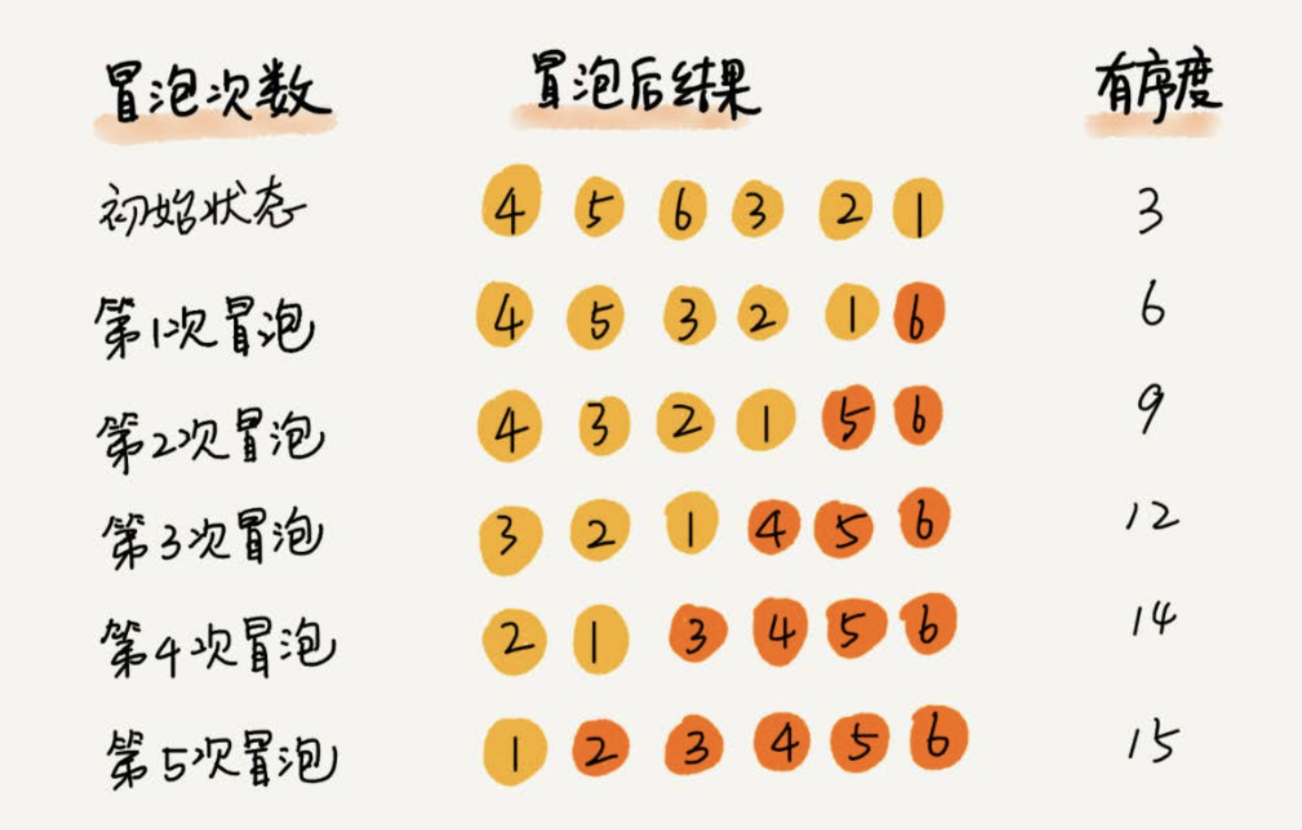 冒泡次数 冒泡后结果 有序度
初始状态 4 5 6 3 2 1 3
第1次冒泡 4 5 3 2 1 6 6
第2次冒泡 4 3 2 1 5 6 9
第3次冒泡 3 2 1 4 5 6 12
第4次冒泡 2 1 3 4 5 6 14
第5次冒泡 1 2 3 4 5 6 15